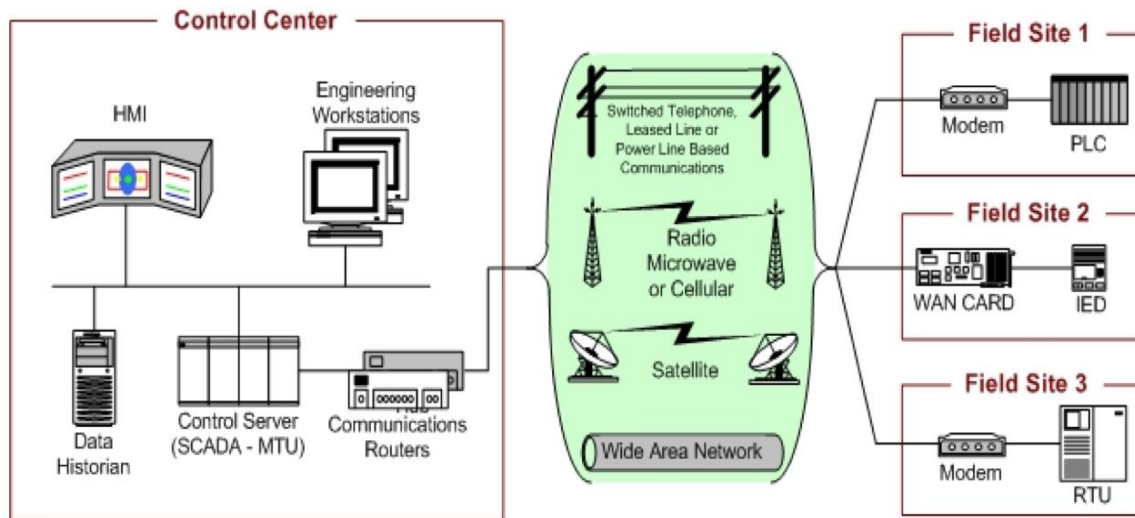 Control Center
HMI
Engineering
Workstations
Data
Historian
Control Server
(SCADA - MTU)
Communications
Routers
Switched Telephone,
Leased Line or
Power Line Based
Communications
Radio
Microwave
or Cellular
Satellite
Wide Area Network
Field Site 1
Modem
PLC
Field Site 2
WAN CARD
IED
Field Site 3
Modem
RTU